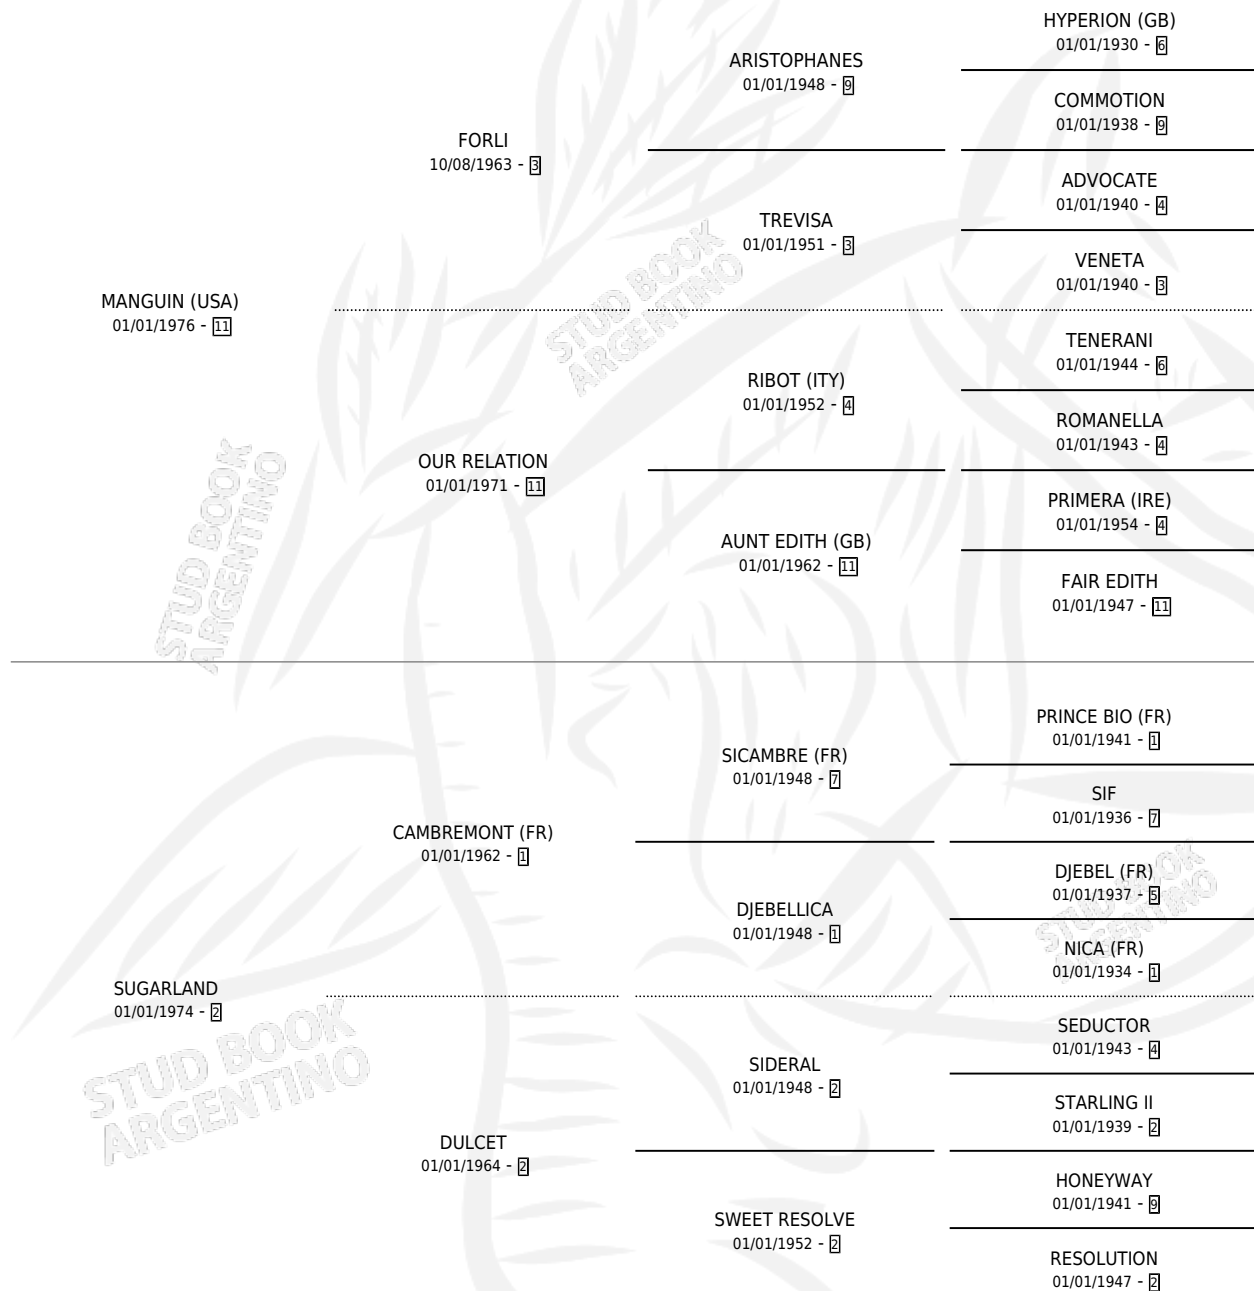 HYPERION (GB)
01/01/1930 - 6
ARISTOPHANES
01/01/1948 - 9
COMMOTION
01/01/1938 - 9
FORLI
10/08/1963 - 3
ADVOCATE
01/01/1940 - 4
TREVISA
01/01/1951 - 3
VENETA
01/01/1940 - 3
MANGUIN (USA)
01/01/1976 - 11
TENERANI
01/01/1944 - 6
RIBOT (ITY)
01/01/1952 - 4
ROMANELLA
01/01/1943 - 4
OUR RELATION
01/01/1971 - 11
PRIMERA (IRE)
01/01/1954 - 4
AUNT EDITH (GB)
01/01/1962 - 11
FAIR EDITH
01/01/1947 - 11
PRINCE BIO (FR)
01/01/1941 - 1
SICAMBRE (FR)
01/01/1948 - 7
SIF
01/01/1936 - 7
CAMBREMONT (FR)
01/01/1962 - 1
DJEBEL (FR)
01/01/1937 - 5
DJEBELLICA
01/01/1948 - 1
NICA (FR)
01/01/1934 - 1
SUGARLAND
01/01/1974 - 2
SEDUCTOR
01/01/1943 - 4
SIDERAL
01/01/1948 - 2
STARLING II
01/01/1939 - 2
DULCET
01/01/1964 - 2
HONEYWAY
01/01/1941 - 9
SWEET RESOLVE
01/01/1952 - 2
RESOLUTION
01/01/1947 - 2
STUD BOOK
ARGENTINO
STUD BOOK
ARGENTINO
STUD BOOK
ARGENTINO
STUD BOOK
ARGENTINO